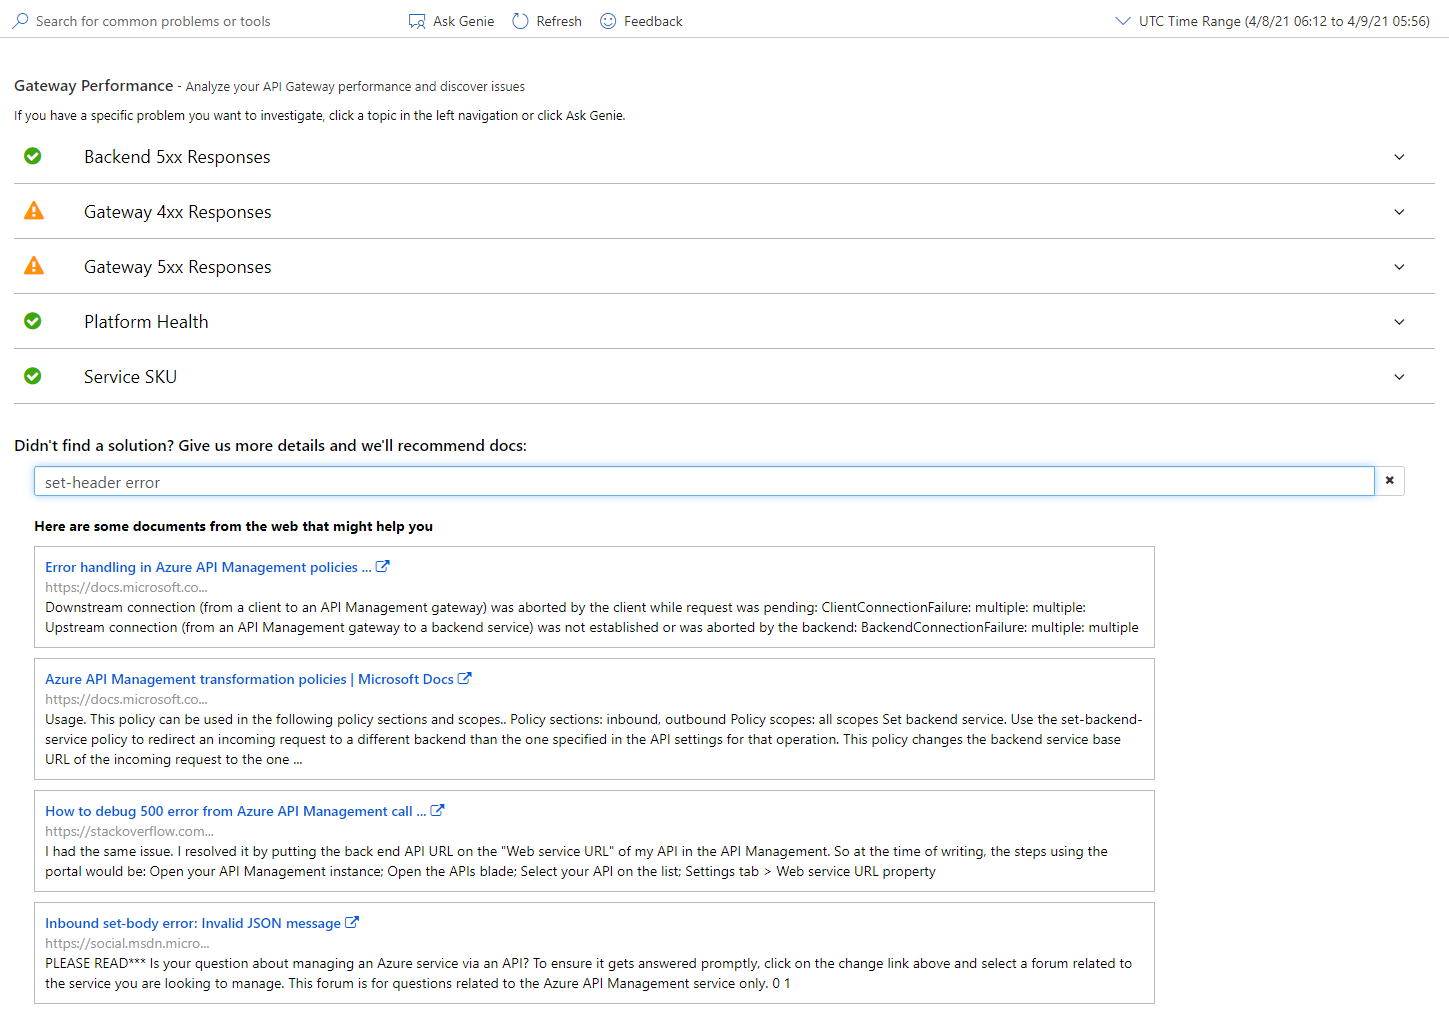 Search for common problems or tools
Ask Genie
Refresh
Feedback
UTC Time Range (4/8/21 06:12 to 4/9/21 05:56)
Gateway Performance - Analyze your API Gateway performance and discover issues
If you have a specific problem you want to investigate, click a topic in the left navigation or click Ask Genie.
Backend 5xx Responses
Gateway 4xx Responses
Gateway 5xx Responses
Platform Health
Service SKU
Didn't find a solution? Give us more details and we'll recommend docs:
set-header error
Here are some documents from the web that might help you
Error handling in Azure API Management policies ...
https://docs.microsoft.co...
Downstream connection (from a client to an API Management gateway) was aborted by the client while request was pending: ClientConnectionFailure: multiple: multiple:
Upstream connection (from an API Management gateway to a backend service) was not established or was aborted by the backend: BackendConnectionFailure: multiple: multiple
Azure API Management transformation policies | Microsoft Docs
https://docs.microsoft.co...
Usage. This policy can be used in the following policy sections and scopes.. Policy sections: inbound, outbound Policy scopes: all scopes Set backend service. Use the set-backend-
service policy to redirect an incoming request to a different backend than the one specified in the API settings for that operation. This policy changes the backend service base
URL of the incoming request to the one ...
How to debug 500 error from Azure API Management call ...
https://stackoverflow.com...
I had the same issue. I resolved it by putting the back end API URL on the "Web service URL" of my API in the API Management. So at the time of writing, the steps using the
portal would be: Open your API Management instance; Open the APIs blade; Select your API on the list; Settings tab > Web service URL property
Inbound set-body error: Invalid JSON message
https://social.msdn.micro...
PLEASE READ*** Is your question about managing an Azure service via an API? To ensure it gets answered promptly, click on the change link above and select a forum related to
the service you are looking to manage. This forum is for questions related to the Azure API Management service only. 0 1